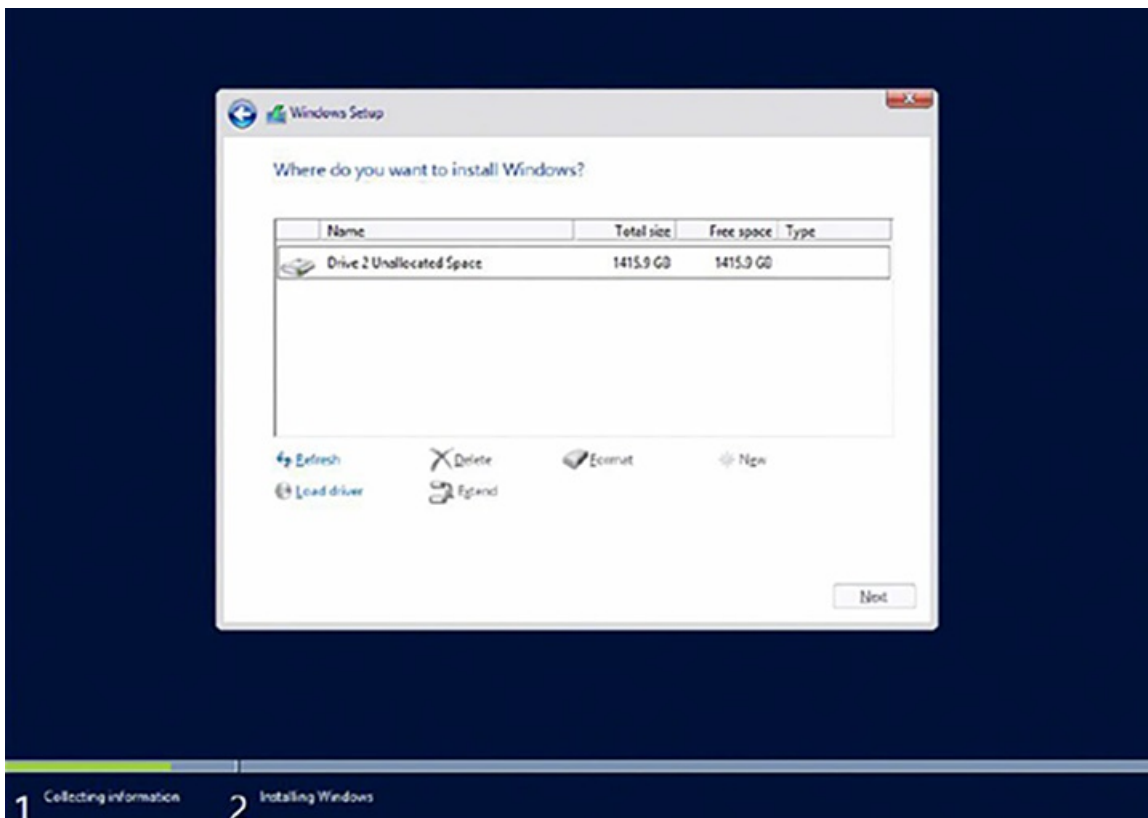 Windows Setup
Where do you want to install Windows?
Name Total size Free space Type
Drive 2 Unallocated Space 1415.9 GB 1415.9 GB
Refresh Delete Format New
Load driver Extend
Next
1 Collecting information 2 Installing Windows